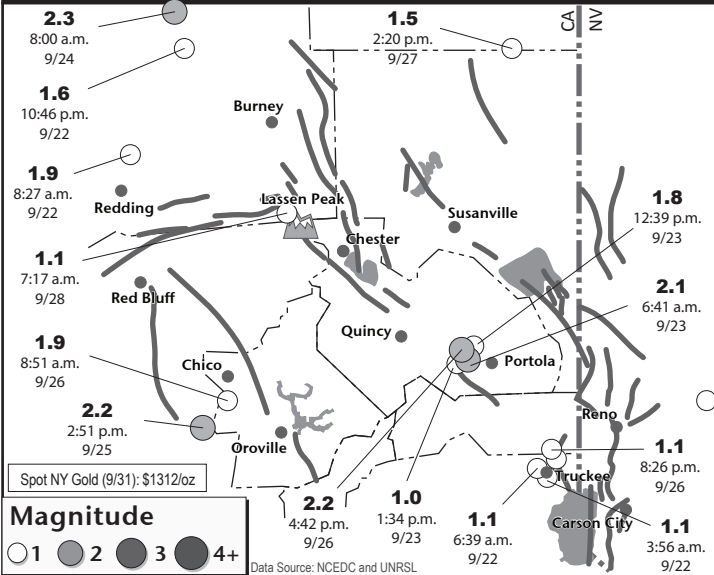 2.3
8:00 a.m.
9/24
1.6
10:46 p.m.
9/22
1.9
8:27 a.m.
9/22
1.1
7:17 a.m.
9/28
1.9
8:51 a.m.
9/26
2.2
2:51 p.m.
9/25
1.5
2:20 p.m.
9/27
CA
NV
Burney
Redding
Lassen Peak
Susanville
Chester
Red Bluff
Quincy
Chico
Portola
Oroville
Reno
Truckee
Carson City
1.8
12:39 p.m.
9/23
2.1
6:41 a.m.
9/23
1.1
8:26 p.m.
9/26
1.1
3:56 a.m.
9/22
2.2
4:42 p.m.
9/26
1.0
1:34 p.m.
9/23
1.1
6:39 a.m.
9/22
Spot NY Gold (9/31): $1312/oz
Magnitude
1 2 3 4+
Data Source: NCEDC and UNRSL